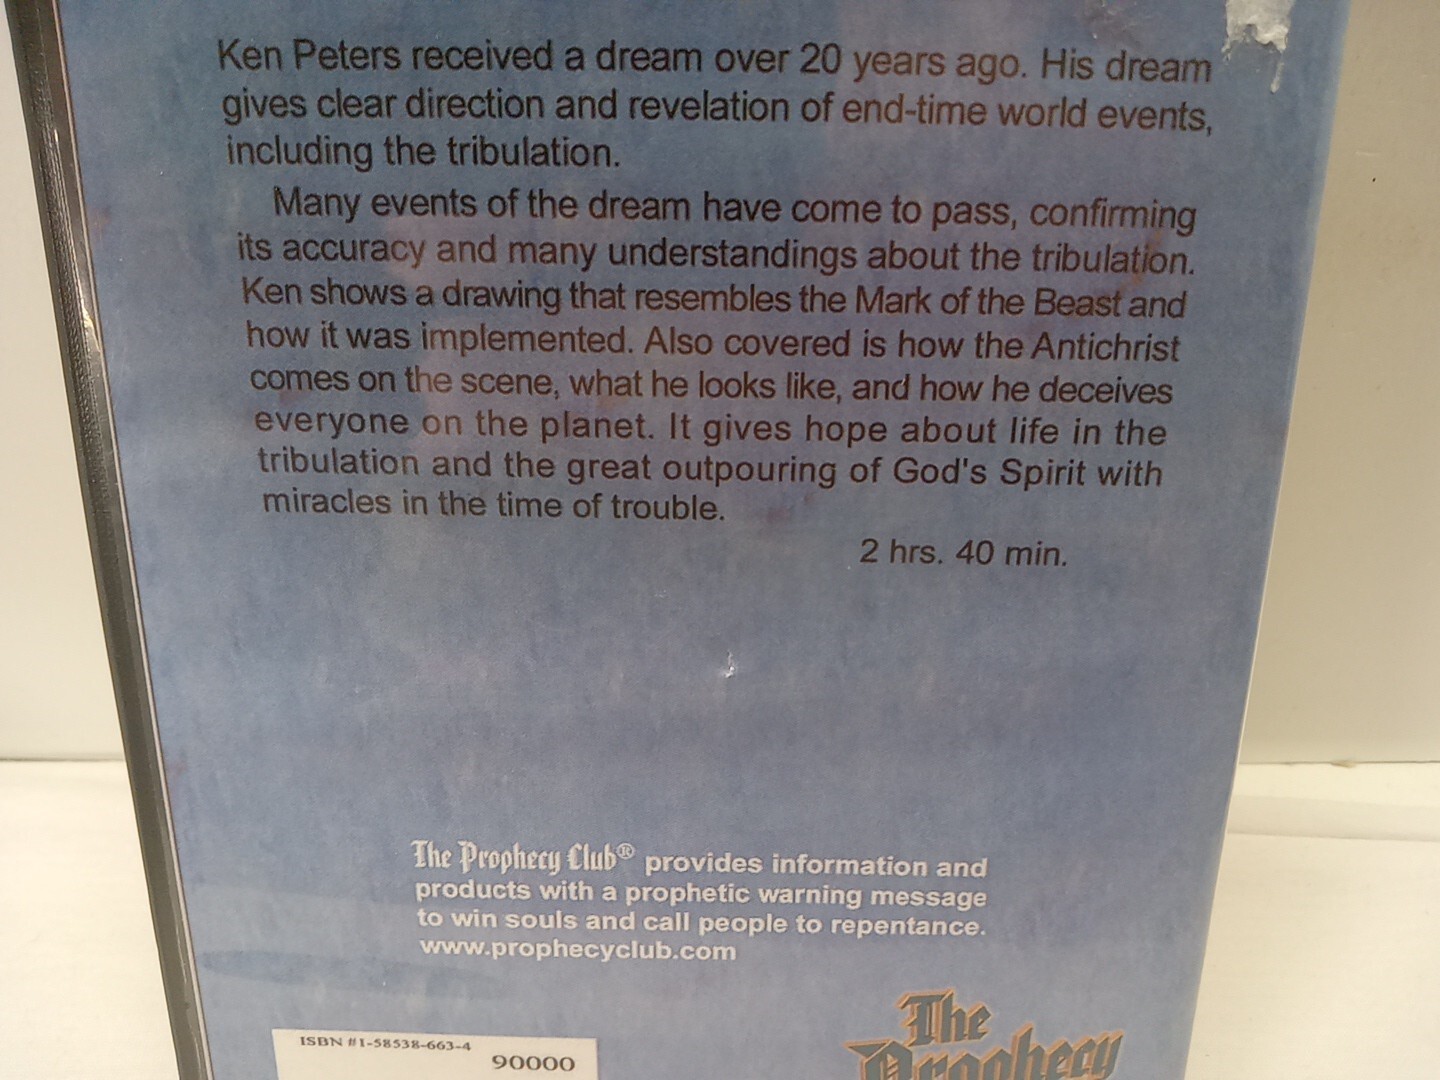 Ken Peters received a dream over 20 years ago. His dream
gives clear direction and revelation of end-time world events,
including the tribulation.
Many events of the dream have come to pass, confirming
its accuracy and many understandings about the tribulation.
Ken shows a drawing that resembles the Mark of the Beast and
how it was implemented. Also covered is how the Antichrist
comes on the scene, what he looks like, and how he deceives
everyone on the planet. It gives hope about life in the
tribulation and the great outpouring of God's Spirit with
miracles in the time of trouble.
2 hrs. 40 min.
The Prophecy Club® provides information and
products with a prophetic warning message
to win souls and call people to repentance.
www.prophecyclub.com
ISBN #1-58538-663-4
90000
The
Prophecy